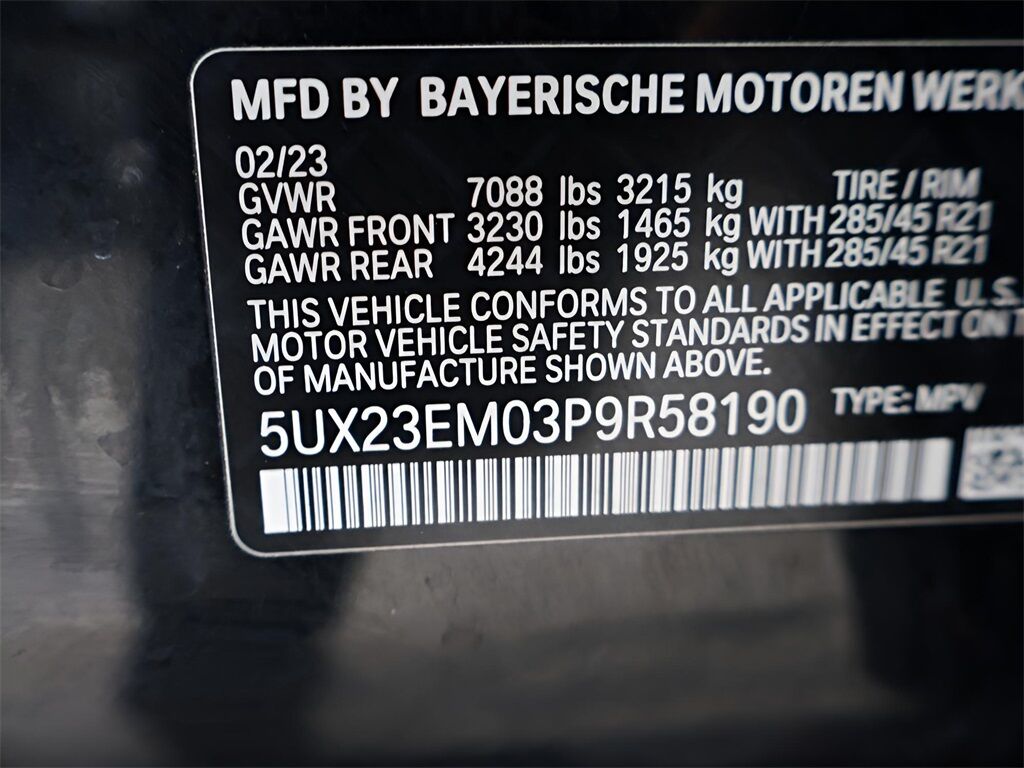 MFD BY BAYERISCHE MOTOREN WERK
02/23
GVWR 7088 lbs 3215 kg TIRE / RIM
GAWR FRONT 3230 lbs 1465 kg WITH 285/45 R21
GAWR REAR 4244 lbs 1925 kg WITH 285/45 R21
THIS VEHICLE CONFORMS TO ALL APPLICABLE U.S.
MOTOR VEHICLE SAFETY STANDARDS IN EFFECT ON T
OF MANUFACTURE SHOWN ABOVE.
5UX23EM03P9R58190 TYPE: MPV